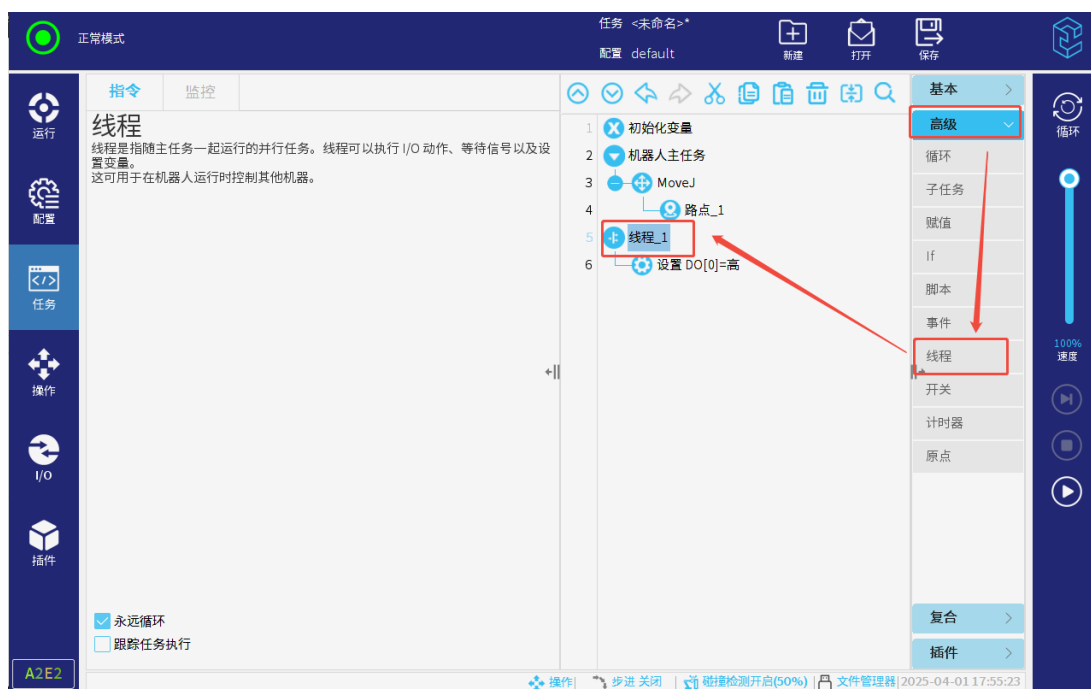 正常模式
任务 <未命名>*
配置 default
新建
打开
保存
运行
配置
任务
操作
I/O
插件
A2E2
指令
监控
线程
线程是指随主任务一起运行的并行任务。线程可以执行 I/O 动作、等待信号以及设
置变量。
这可用于在机器人运行时控制其他机器。
永远循环
跟踪任务执行
1 初始化变量
2 机器人主任务
3 MoveJ
4 路点_1
5 线程_1
6 设置 DO[0]=高
基本
高级
循环
子任务
赋值
If
脚本
事件
线程
开关
计时器
原点
复合
插件
循环
100%
速度
操作| 步进 关闭 | 碰撞检测开启(50%) | 文件管理器|2025-04-01 17:55:23